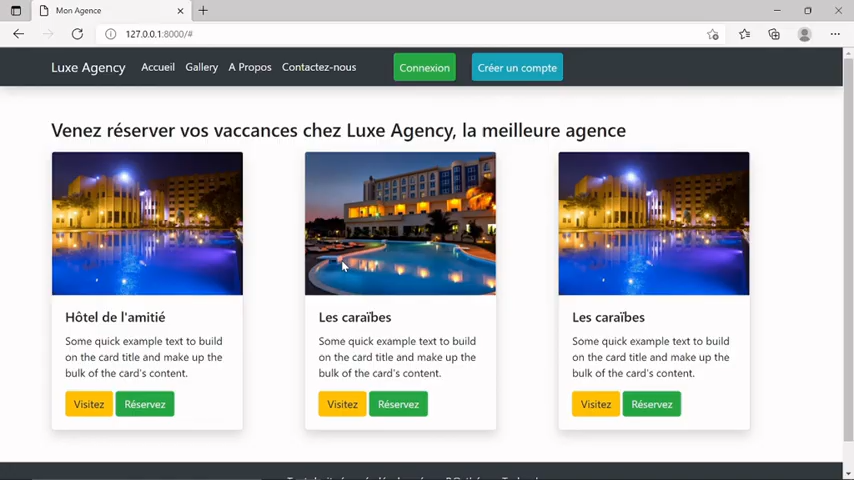 Mon Agence
127.0.0.1:8000/#
Luxe Agency Accueil Gallery A Propos Contactez-nous Connexion Créer un compte
Venez réserver vos vaccances chez Luxe Agency, la meilleure agence
Hôtel de l'amitié
Some quick example text to build
on the card title and make up the
bulk of the card's content.
Visitez Réservez
Les caraïbes
Some quick example text to build
on the card title and make up the
bulk of the card's content.
Visitez Réservez
Les caraïbes
Some quick example text to build
on the card title and make up the
bulk of the card's content.
Visitez Réservez